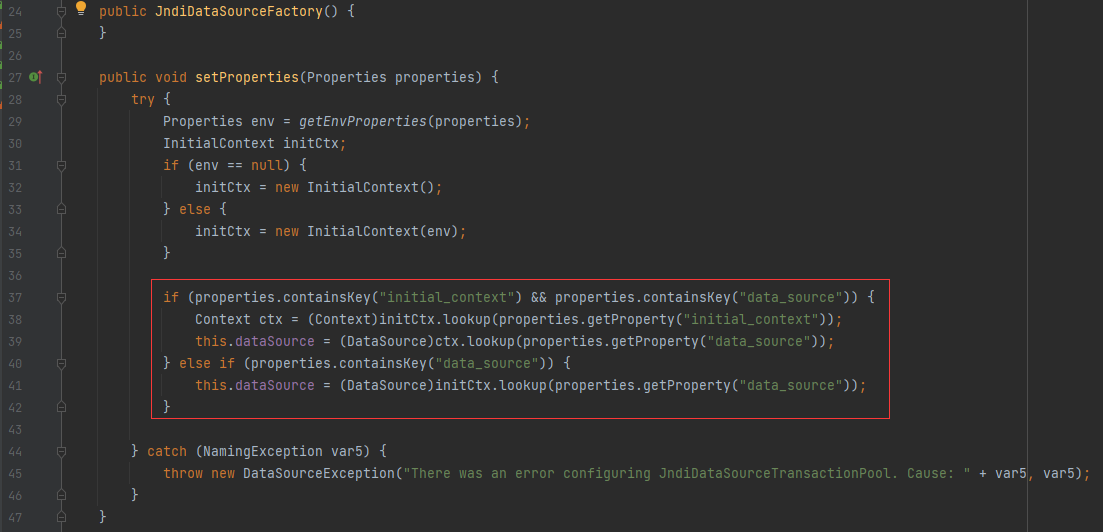 24 public JndiDataSourceFactory() {
25 }
26
27 public void setProperties(Properties properties) {
28 try {
29 Properties env = getEnvProperties(properties);
30 InitialContext initCtx;
31 if (env == null) {
32 initCtx = new InitialContext();
33 } else {
34 initCtx = new InitialContext(env);
35 }
36
37 if (properties.containsKey("initial_context") && properties.containsKey("data_source")) {
38 Context ctx = (Context)initCtx.lookup(properties.getProperty("initial_context"));
39 this.dataSource = (DataSource)ctx.lookup(properties.getProperty("data_source"));
40 } else if (properties.containsKey("data_source")) {
41 this.dataSource = (DataSource)initCtx.lookup(properties.getProperty("data_source"));
42 }
43
44 } catch (NamingException var5) {
45 throw new DataSourceException("There was an error configuring JndiDataSourceTransactionPool. Cause: " + var5, var5);
46 }
47 }